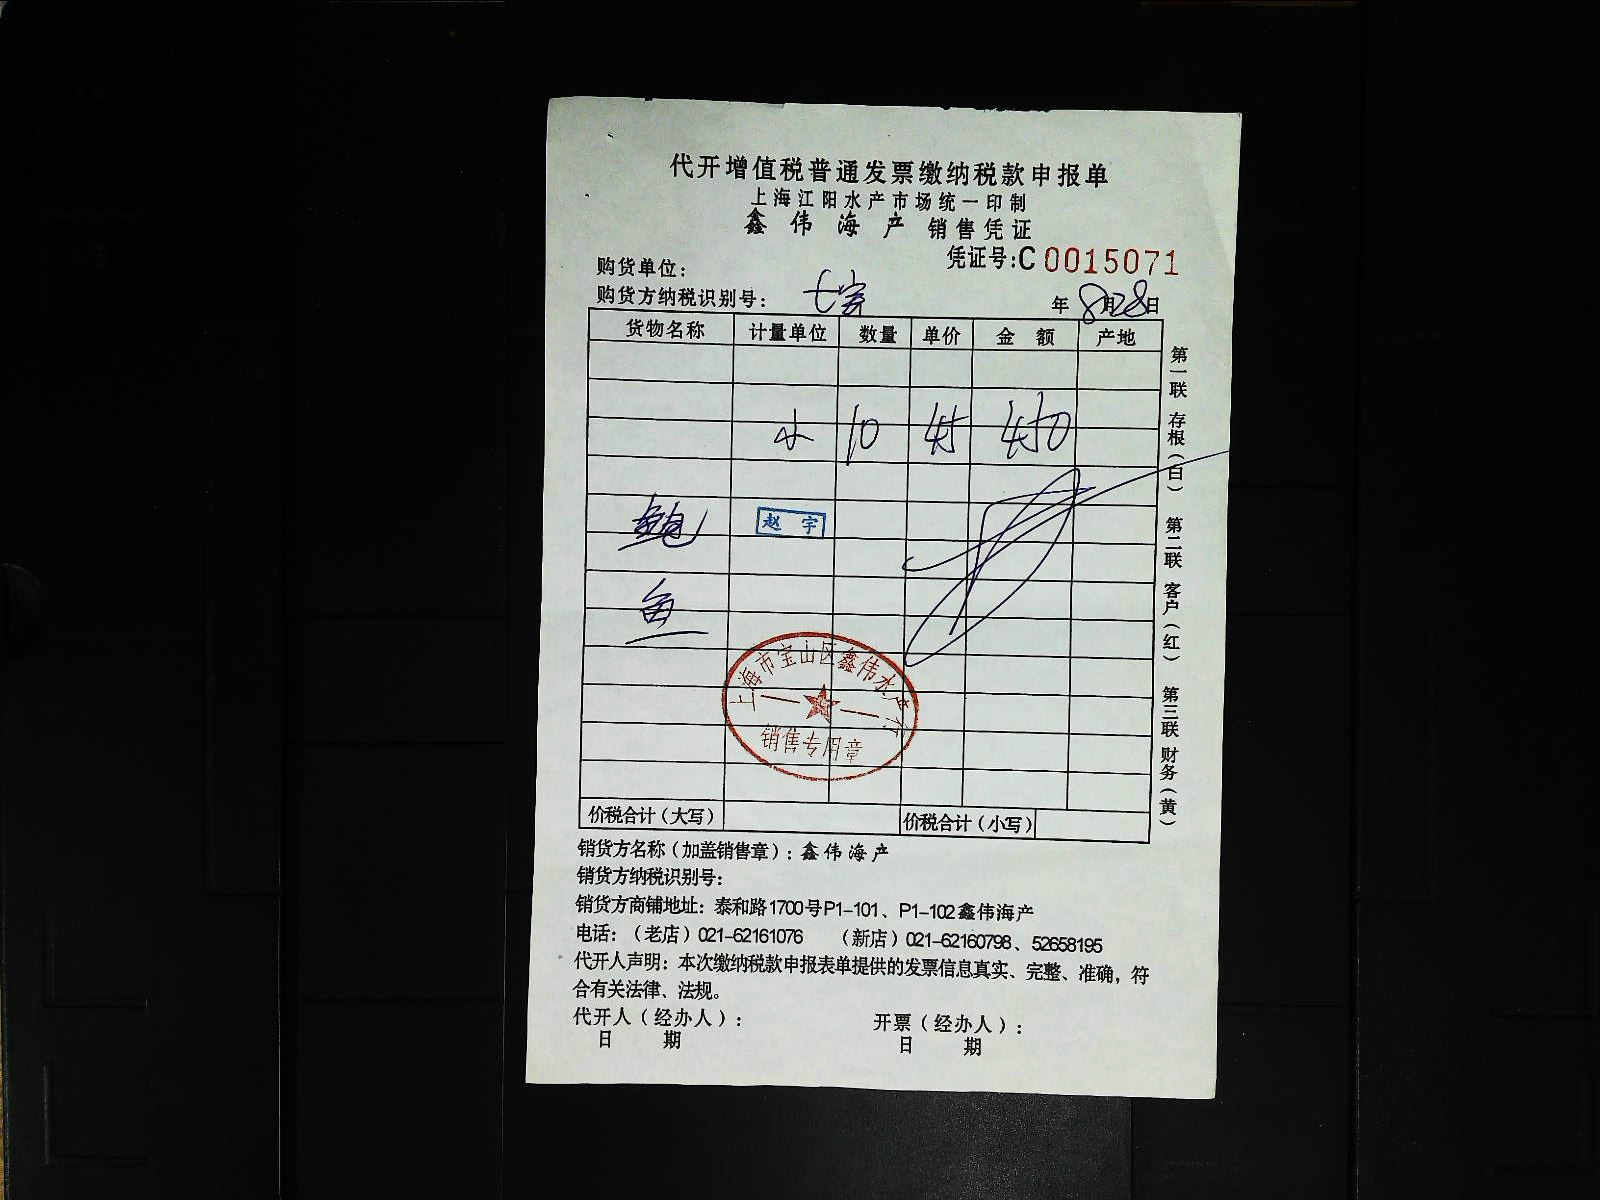 代开增值税普通发票缴纳税款申报单
上海江阳水产市场统一印制
鑫伟海产销售凭证
凭证号:C0015071
购货单位:
购货方纳税识别号: 七宝
年8月28日
货物名称 计量单位 数量 单价 金额 产地
水 10 45 450
鲍 赵宇
鱼
上海市宝山区鑫伟水产行
销售专用章
价税合计(大写) 价税合计(小写)
第一联 存根(白) 第二联 客户(红) 第三联 财务(黄)
销货方名称(加盖销售章):鑫伟海产
销货方纳税识别号:
销货方商铺地址:泰和路1700号P1-101、P1-102鑫伟海产
电话:(老店)021-62161076 (新店)021-62160798、52658195
代开人声明:本次缴纳税款申报表单提供的发票信息真实、完整、准确,符
合有关法律、法规。
代开人(经办人): 开票(经办人):
日期 日期